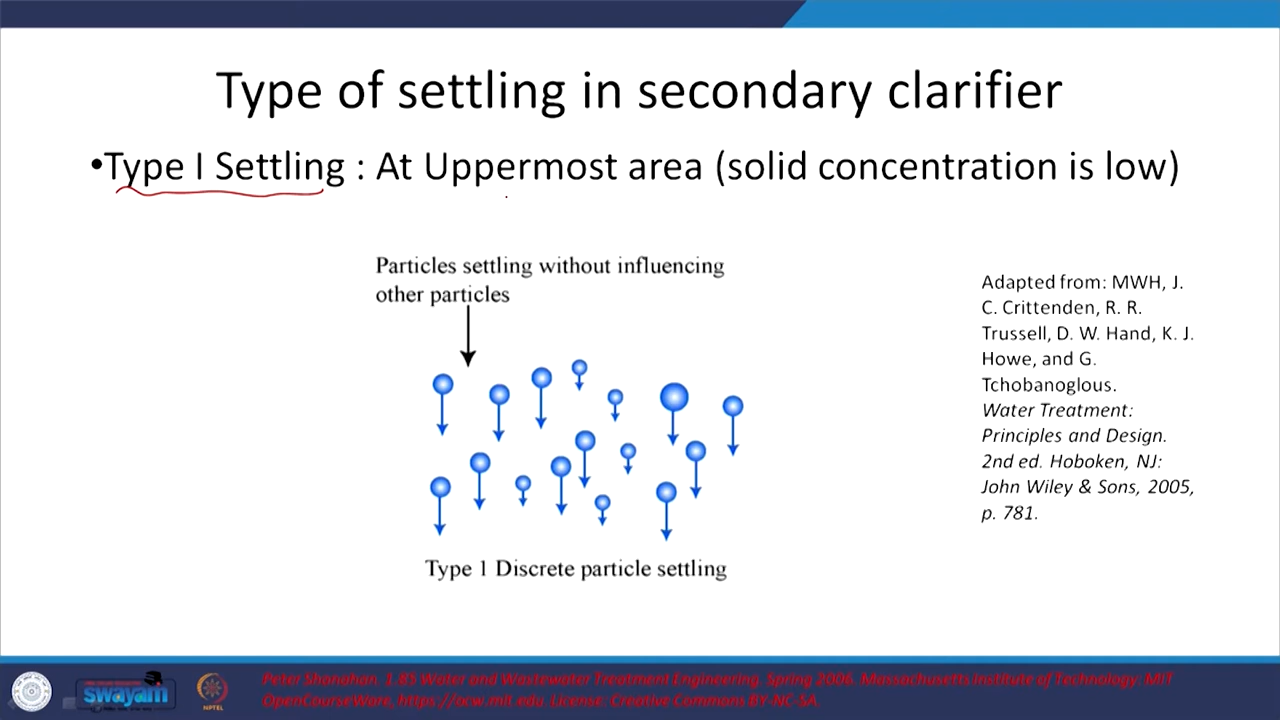 Type of settling in secondary clarifier
•Type I Settling : At Uppermost area (solid concentration is low)
Particles settling without influencing
other particles
Type 1 Discrete particle settling
Adapted from: MWH, J.
C. Crittenden, R. R.
Trussell, D. W. Hand, K. J.
Howe, and G.
Tchobanoglous.
Water Treatment:
Principles and Design.
2nd ed. Hoboken, NJ:
John Wiley & Sons, 2005,
p. 781.
swayam
NPTEL
Peter Shanahan. 1.85 Water and Wastewater Treatment Engineering. Spring 2006. Massachusetts Institute of Technology: MIT
OpenCourseWare, https://ocw.mit.edu. License: Creative Commons BY-NC-SA.